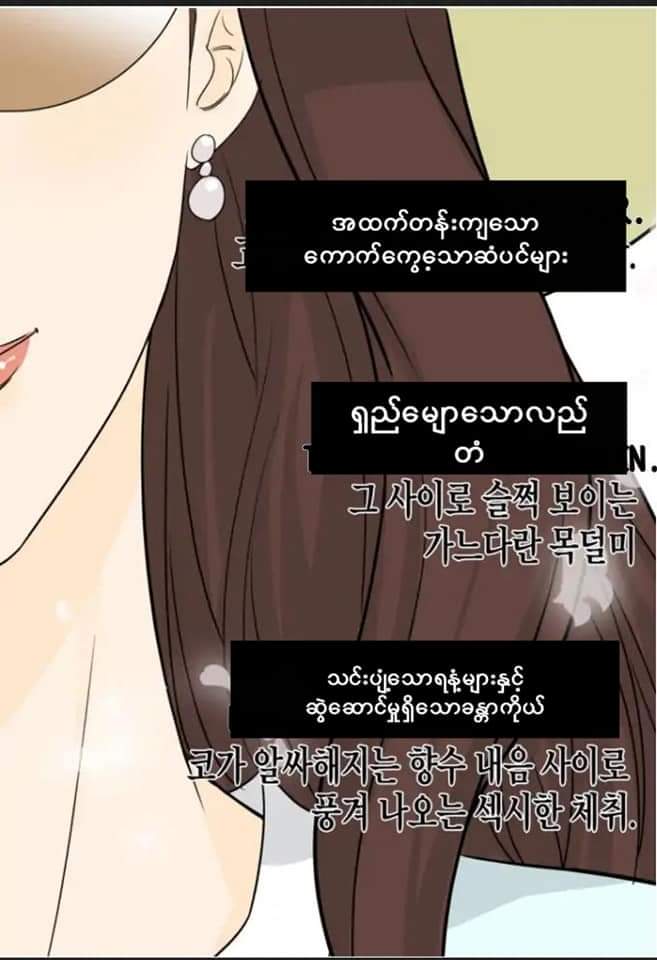 အထက်တန်းကျသော
ကောက်ကွေ့သောဆံပင်များ
ရှည်မျောသောလည်
တံ
그 사이로 슬쩍 보이는
가느다란 목덜미
သင်းပျံ့သောရနံ့များနှင့်
ဆွဲဆောင်မှုရှိသောခန္တာကိုယ်
코가 알싸해지는 향수 내음 사이로
풍겨 나오는 섹시한 체취.